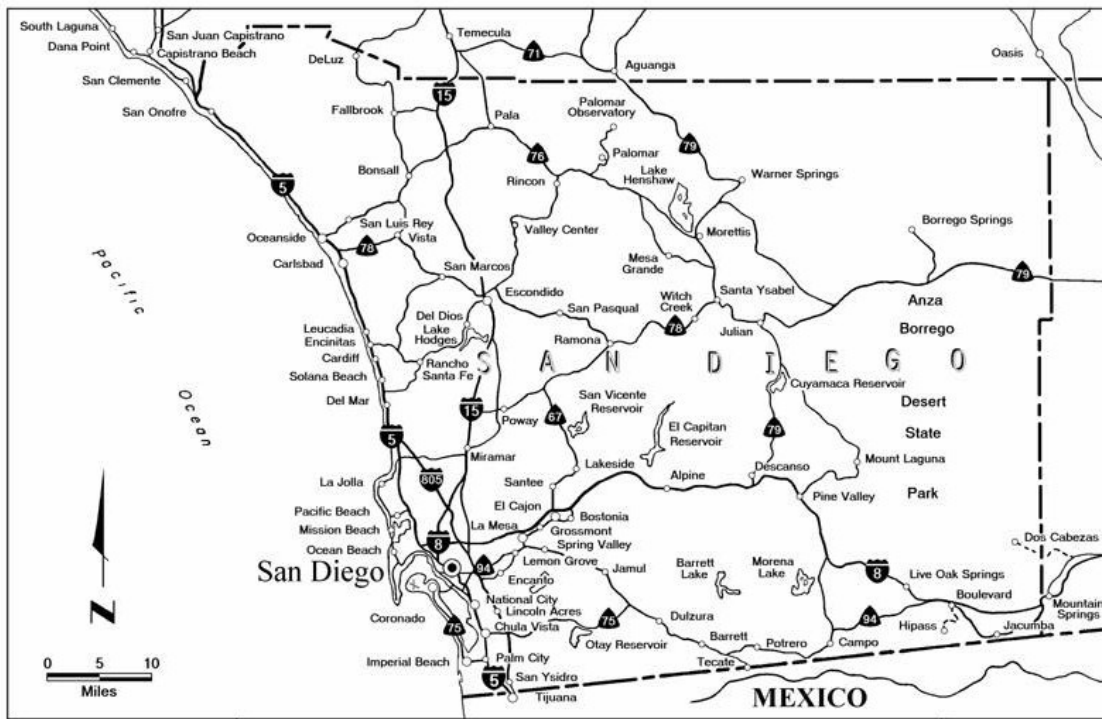 South Laguna
San Juan Capistrano
Dana Point
Capistrano Beach
San Clemente
San Onofre
DeLuz
Temecula
71
Aguanga
Oasis
15
Fallbrook
Pala
Palomar
Observatory
Palomar
79
76
Lake
Henshaw
Warner Springs
Bonsall
Rincon
5
San Luis Rey
Vista
Valley Center
Morettis
Borrego Springs
Oceanside
78
Carlsbad
San Marcos
Mesa
Grande
79
Pacific
Ocean
Escondido
San Pasqual
Witch
Creek
Santa Ysabel
Anza
Borrego
Desert
State
Park
Del Dios
Lake
Hodges
Ramona
78
Julian
Leucadia
Encinitas
Cardiff
Solana Beach
Del Mar
Rancho
Santa Fe
SAN DIEGO
Cuyamaca Reservoir
15
Poway
67
San Vicente
Reservoir
El Capitan
Reservoir
79
5
Miramar
Lakeside
Alpine
Descanso
Mount Laguna
805
La Jolla
Santee
Pine Valley
Pacific Beach
El Cajon
Mission Beach
La Mesa
Bostonia
Grossmont
Ocean Beach
8
Spring Valley
San Diego
94
Lemon Grove
Jamul
Barrett
Lake
Morena
Lake
8
Dos Cabezas
Encanto
Live Oak Springs
Coronado
National City
Lincoln Acres
Boulevard
Mountain
Springs
75
Chula Vista
75
Dulzura
94
Hipass
Jacumba
Otay Reservoir
Barrett
Potrero
Campo
Imperial Beach
Palm City
Tecate
5
San Ysidro
Tijuana
MEXICO
N
0 5 10
Miles